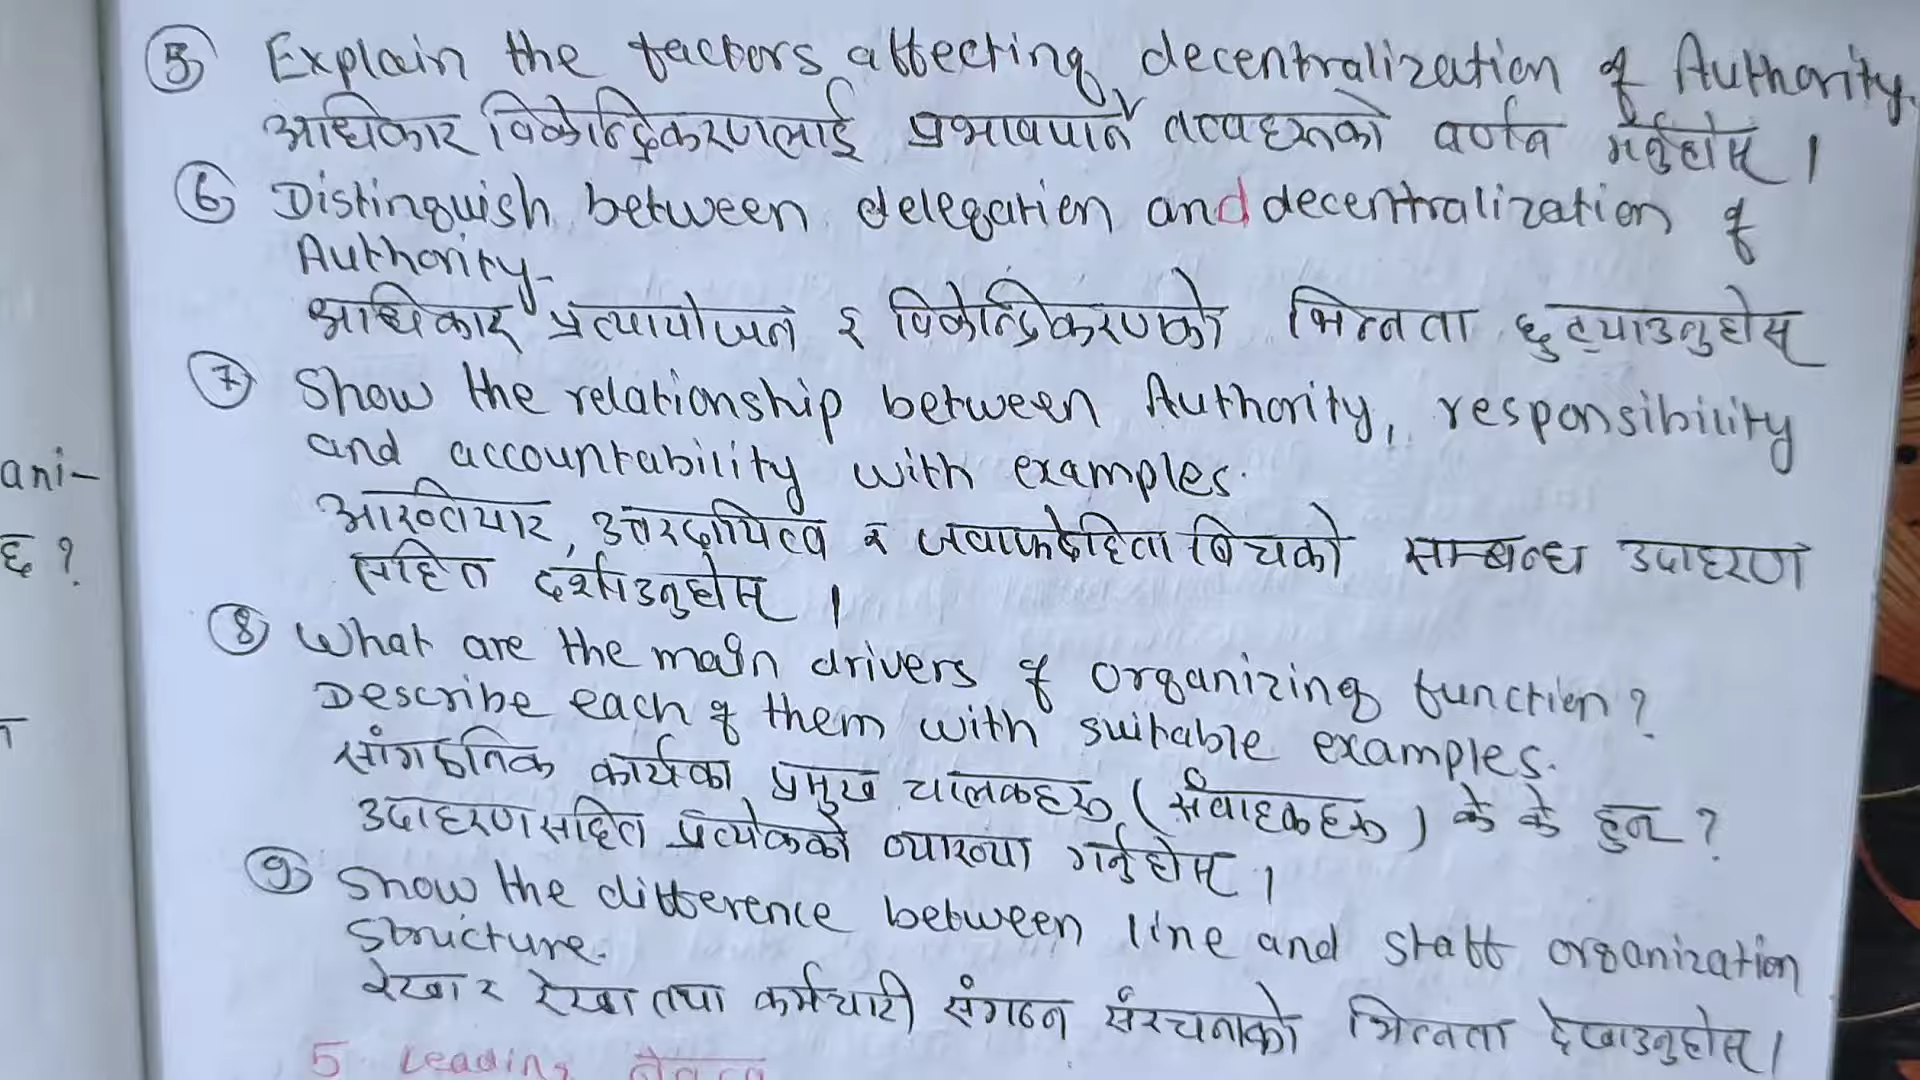 ani-
छ ?
⑤ Explain the factors affecting decentralization of Authority.
अधिकार विकेन्द्रिकरणलाई प्रभावपार्ने तत्वहरूको वर्णन गर्नुहोस् ।
⑥ Distinguish between delegation and decentralization of
Authority.
अधिकार प्रत्यायोजन र विकेन्द्रिकरणको भिन्नता छुट्याउनुहोस्
⑦ Show the relationship between Authority, responsibility
and accountability with examples.
आख्तियार, उत्तरदायित्व र जवाफदेहिता बिचको सम्बन्ध उदाहरण
सहित दर्शाउनुहोस् ।
⑧ What are the main drivers of organizing function?
Describe each of them with suitable examples.
सांगठनिक कार्यका प्रमुख चालकहरू (संवाहकहरू) के के हुन ?
उदाहरणसहित प्रत्येकको व्याख्या गर्नुहोस् ।
⑨ Show the difference between line and staff organization
structure.
रेखा र रेखा तथा कर्मचारी संगठन संरचनाको भिन्नता देखाउनुहोस् ।
5 Leading